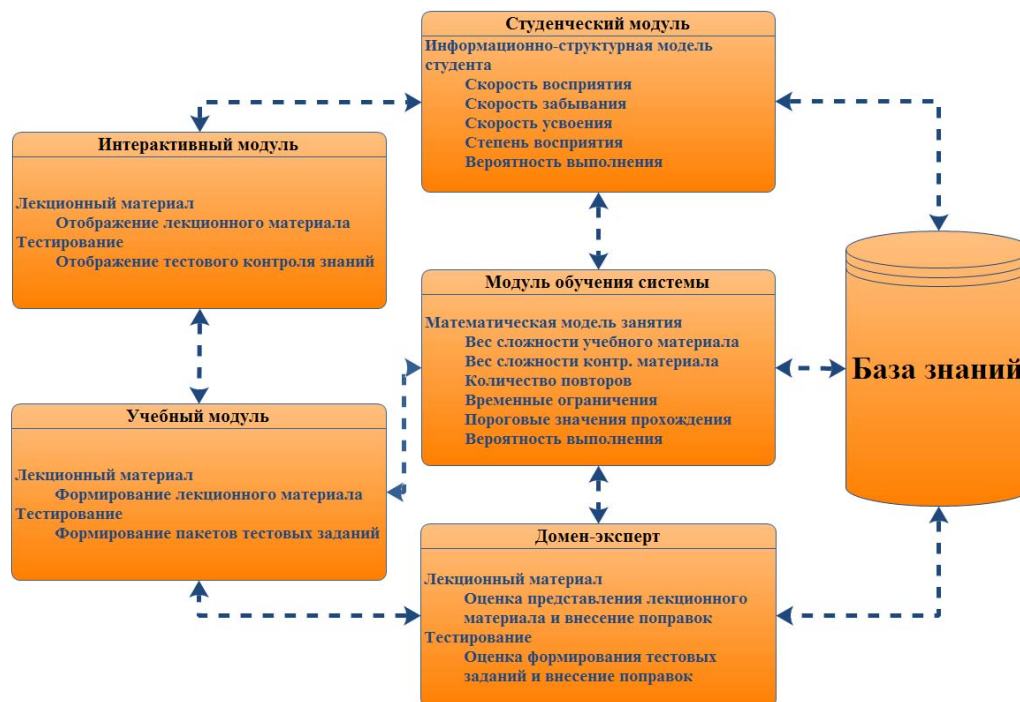 Студенческий модуль
Информационно-структурная модель
студента
Скорость восприятия
Скорость забывания
Скорость усвоения
Степень восприятия
Вероятность выполнения
Интерактивный модуль
Лекционный материал
Отображение лекционного материала
Тестирование
Отображение тестового контроля знаний
Модуль обучения системы
Математическая модель занятия
Вес сложности учебного материала
Вес сложности контр. материала
Количество повторов
Временные ограничения
Пороговые значения прохождения
Вероятность выполнения
База знаний
Учебный модуль
Лекционный материал
Формирование лекционного материала
Тестирование
Формирование пакетов тестовых заданий
Домен-эксперт
Лекционный материал
Оценка представления лекционного
материала и внесение поправок
Тестирование
Оценка формирования тестовых
заданий и внесение поправок